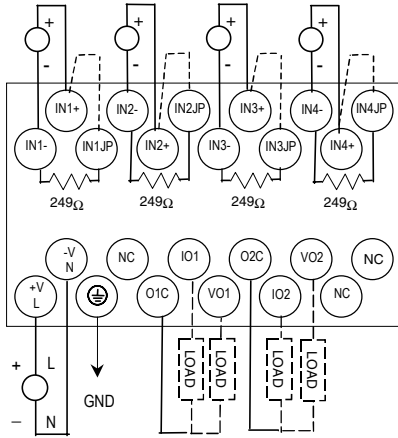 + + + +
- - - -
IN1+ IN2- IN2JP IN3+ IN4- IN4JP
IN1- IN1JP IN2+ IN3- IN3JP IN4+
249Ω 249Ω 249Ω 249Ω
-V
N
NC IO1 O2C VO2 NC
+V
L
O1C VO1 IO2 NC
LOAD LOAD LOAD LOAD
+ L
– N
GND